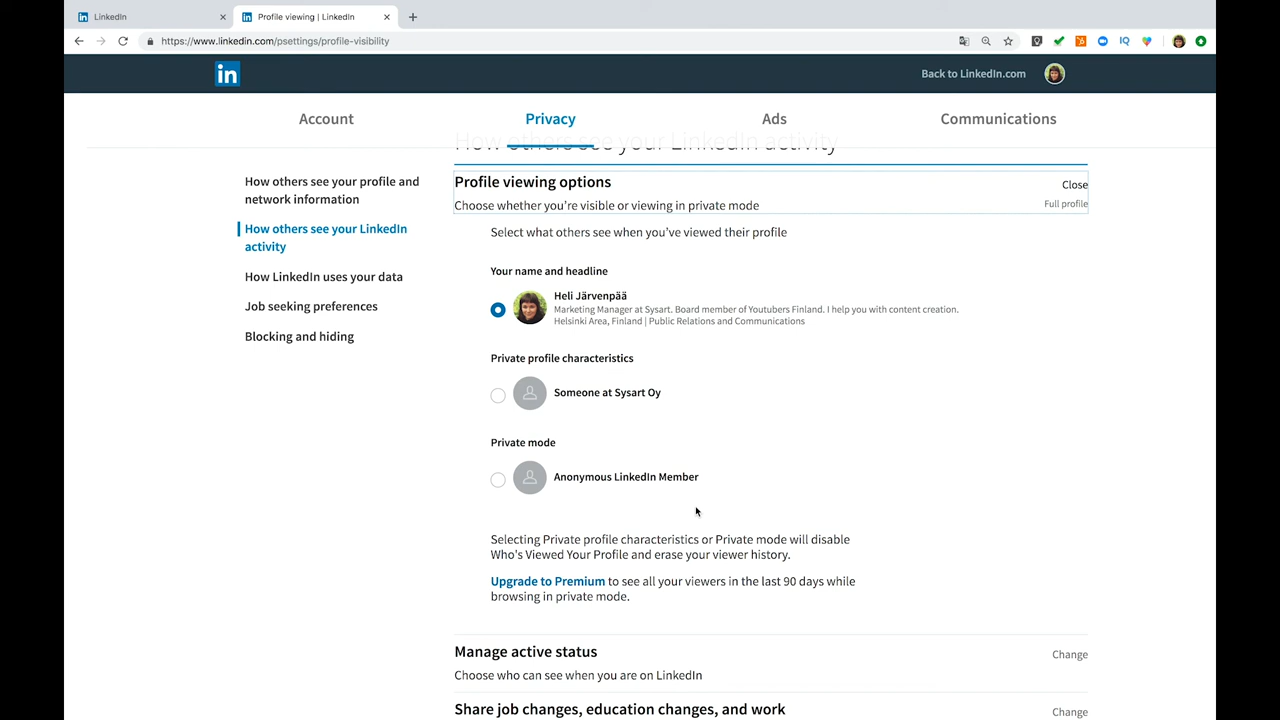 LinkedIn
Profile viewing | LinkedIn
https://www.linkedin.com/psettings/profile-visibility
in
Back to LinkedIn.com
Account
Privacy
Ads
Communications
How others see your LinkedIn activity
How others see your profile and
network information
How others see your LinkedIn
activity
How LinkedIn uses your data
Job seeking preferences
Blocking and hiding
Profile viewing options
Close
Choose whether you're visible or viewing in private mode
Full profile
Select what others see when you've viewed their profile
Your name and headline
Heli Järvenpää
Marketing Manager at Sysart. Board member of Youtubers Finland. I help you with content creation.
Helsinki Area, Finland | Public Relations and Communications
Private profile characteristics
Someone at Sysart Oy
Private mode
Anonymous LinkedIn Member
Selecting Private profile characteristics or Private mode will disable
Who's Viewed Your Profile and erase your viewer history.
Upgrade to Premium to see all your viewers in the last 90 days while
browsing in private mode.
Manage active status
Change
Choose who can see when you are on LinkedIn
Share job changes, education changes, and work
Change